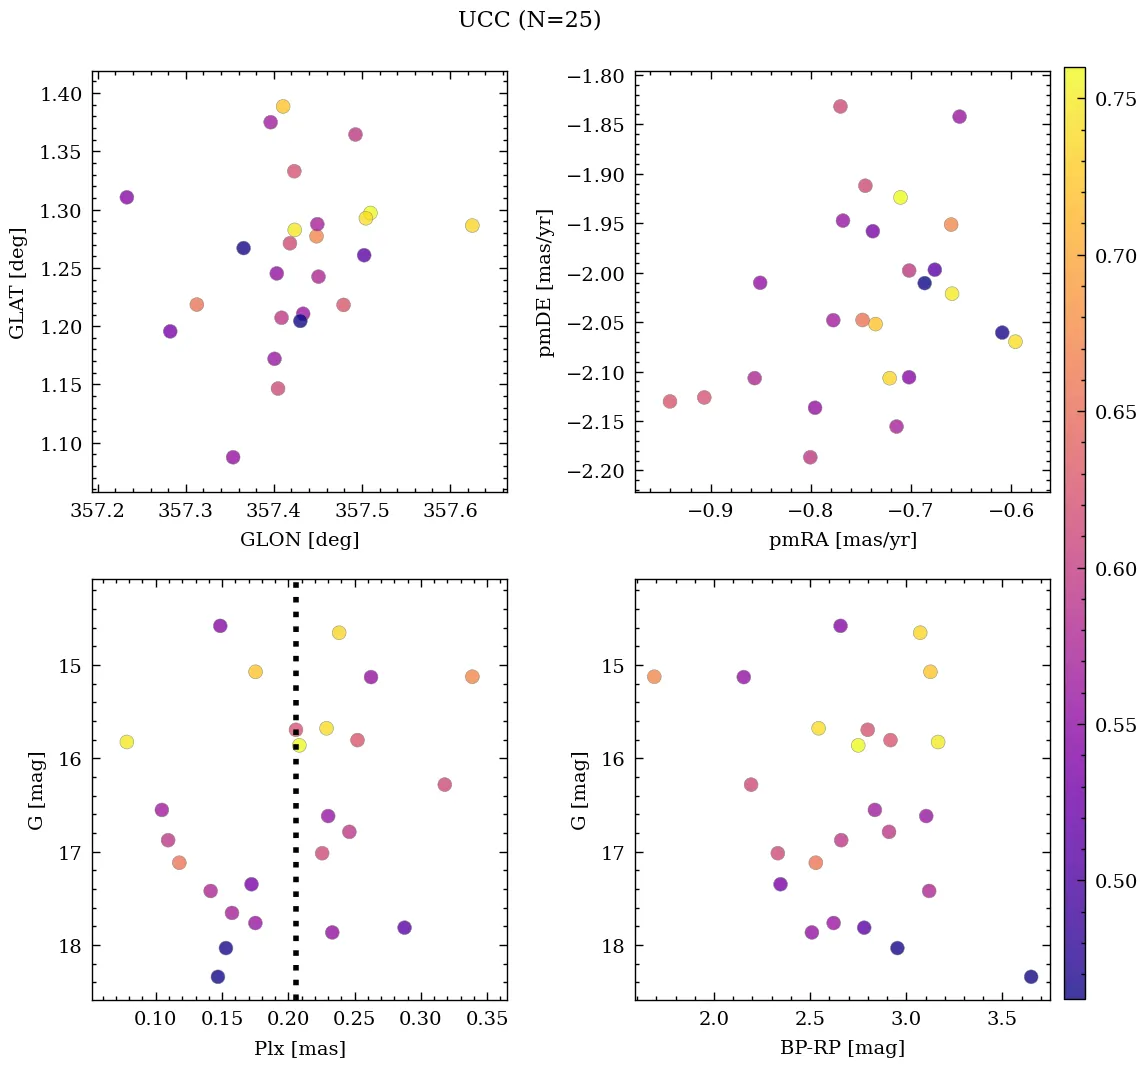 UCC (N=25)
1.40
1.35
1.30
1.25
1.20
1.15
1.10
GLAT [deg]
357.2 357.3 357.4 357.5 357.6
GLON [deg]
−1.80
−1.85
−1.90
−1.95
−2.00
−2.05
−2.10
−2.15
−2.20
pmDE [mas/yr]
−0.9 −0.8 −0.7 −0.6
pmRA [mas/yr]
15
16
17
18
G [mag]
0.10 0.15 0.20 0.25 0.30 0.35
Plx [mas]
15
16
17
18
G [mag]
2.0 2.5 3.0 3.5
BP-RP [mag]
0.75
0.70
0.65
0.60
0.55
0.50